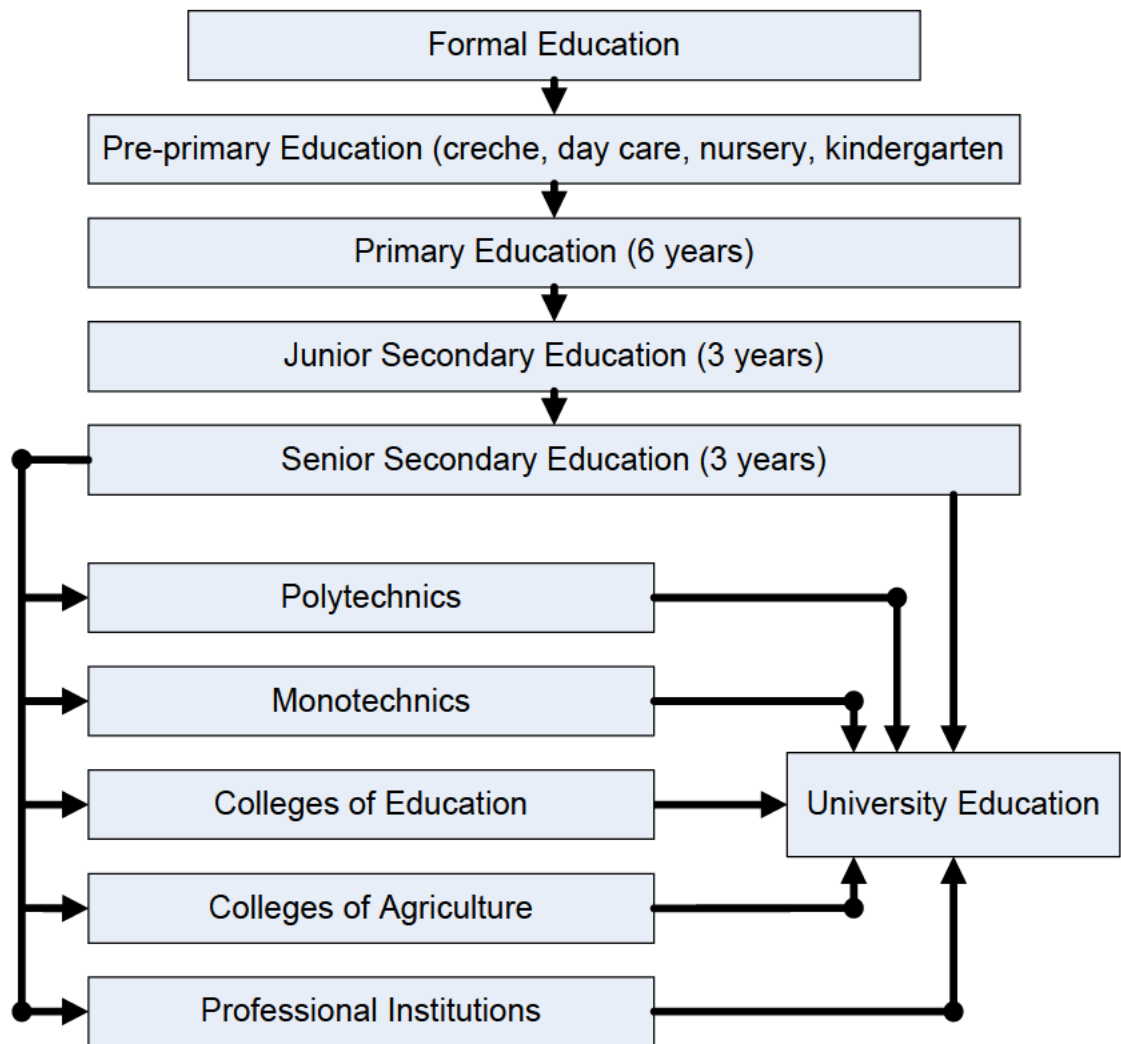 Formal Education
Pre-primary Education (creche, day care, nursery, kindergarten
Primary Education (6 years)
Junior Secondary Education (3 years)
Senior Secondary Education (3 years)
Polytechnics
Monotechnics
Colleges of Education
University Education
Colleges of Agriculture
Professional Institutions